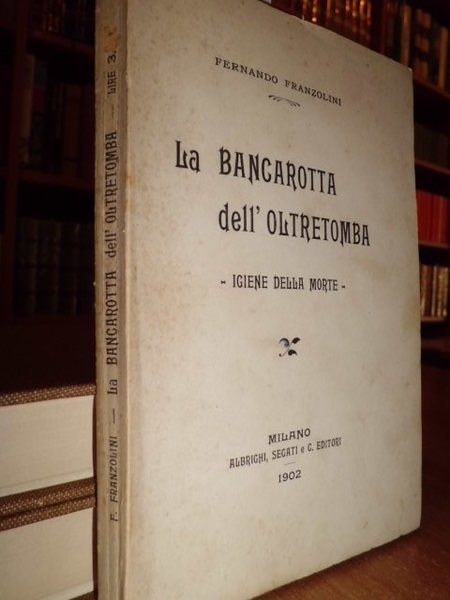 FERNANDO FRANZOLINI
La BANCAROTTA
dell' OLTRETOMBA
- IGIENE DELLA MORTE -
MILANO
ALBRIGHI, SEGATI e C. EDITORI
1902
F. FRANZOLINI — La BANCAROTTA dell' OLTRETOMBA — LIRE 3.